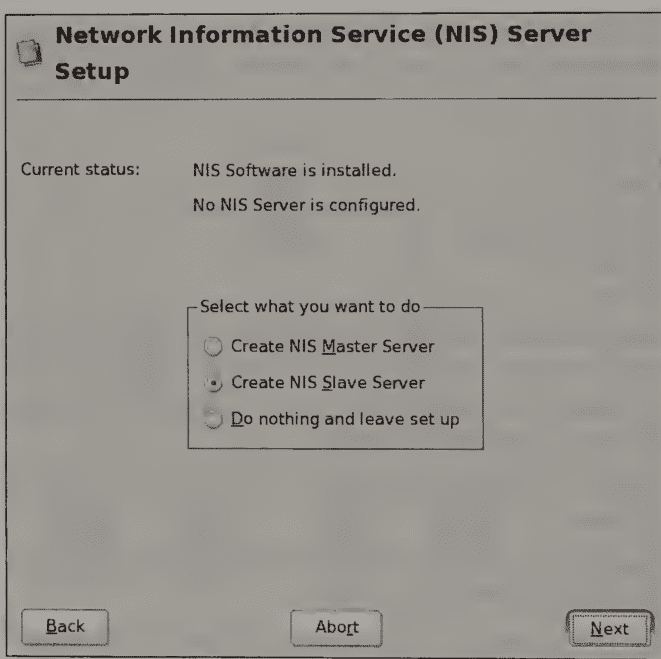 Network Information Service (NIS) Server
Setup
Current status:
NIS Software is installed.
No NIS Server is configured.
Select what you want to do
Create NIS Master Server
Create NIS Slave Server
Do nothing and leave set up
Back
Abort
Next